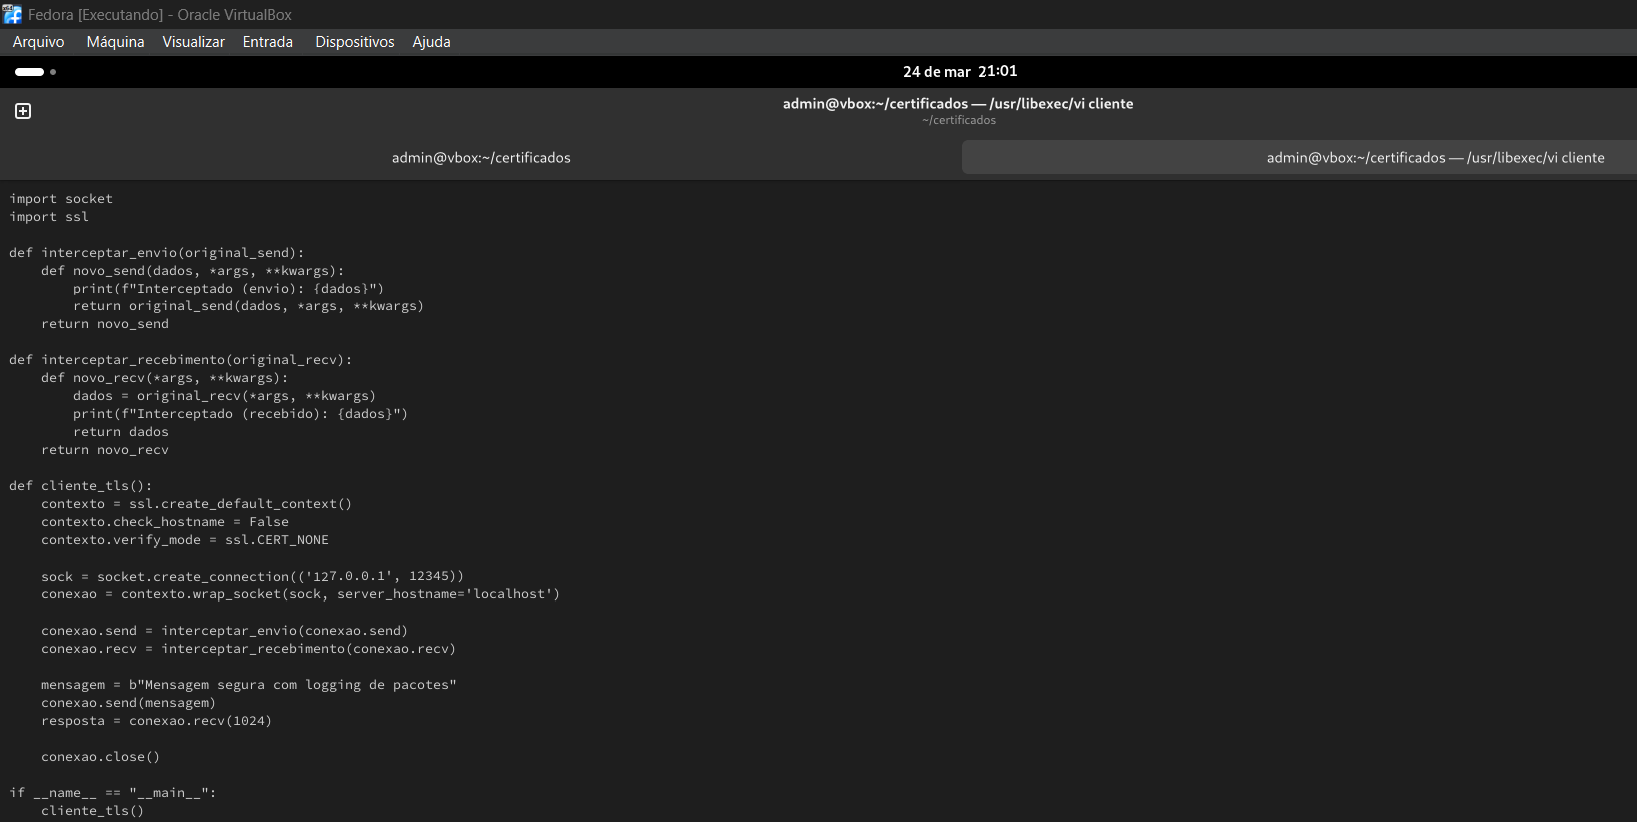 Fedora [Executando] - Oracle VirtualBox
Arquivo Máquina Visualizar Entrada Dispositivos Ajuda
24 de mar 21:01
admin@vbox:~/certificados — /usr/libexec/vi cliente
~/certificados
admin@vbox:~/certificados admin@vbox:~/certificados — /usr/libexec/vi cliente
import socket
import ssl

def interceptar_envio(original_send):
    def novo_send(dados, *args, **kwargs):
        print(f"Interceptado (envio): {dados}")
        return original_send(dados, *args, **kwargs)
    return novo_send

def interceptar_recebimento(original_recv):
    def novo_recv(*args, **kwargs):
        dados = original_recv(*args, **kwargs)
        print(f"Interceptado (recebido): {dados}")
        return dados
    return novo_recv

def cliente_tls():
    contexto = ssl.create_default_context()
    contexto.check_hostname = False
    contexto.verify_mode = ssl.CERT_NONE

    sock = socket.create_connection(('127.0.0.1', 12345))
    conexao = contexto.wrap_socket(sock, server_hostname='localhost')

    conexao.send = interceptar_envio(conexao.send)
    conexao.recv = interceptar_recebimento(conexao.recv)

    mensagem = b"Mensagem segura com logging de pacotes"
    conexao.send(mensagem)
    resposta = conexao.recv(1024)

    conexao.close()

if __name__ == "__main__":
    cliente_tls()